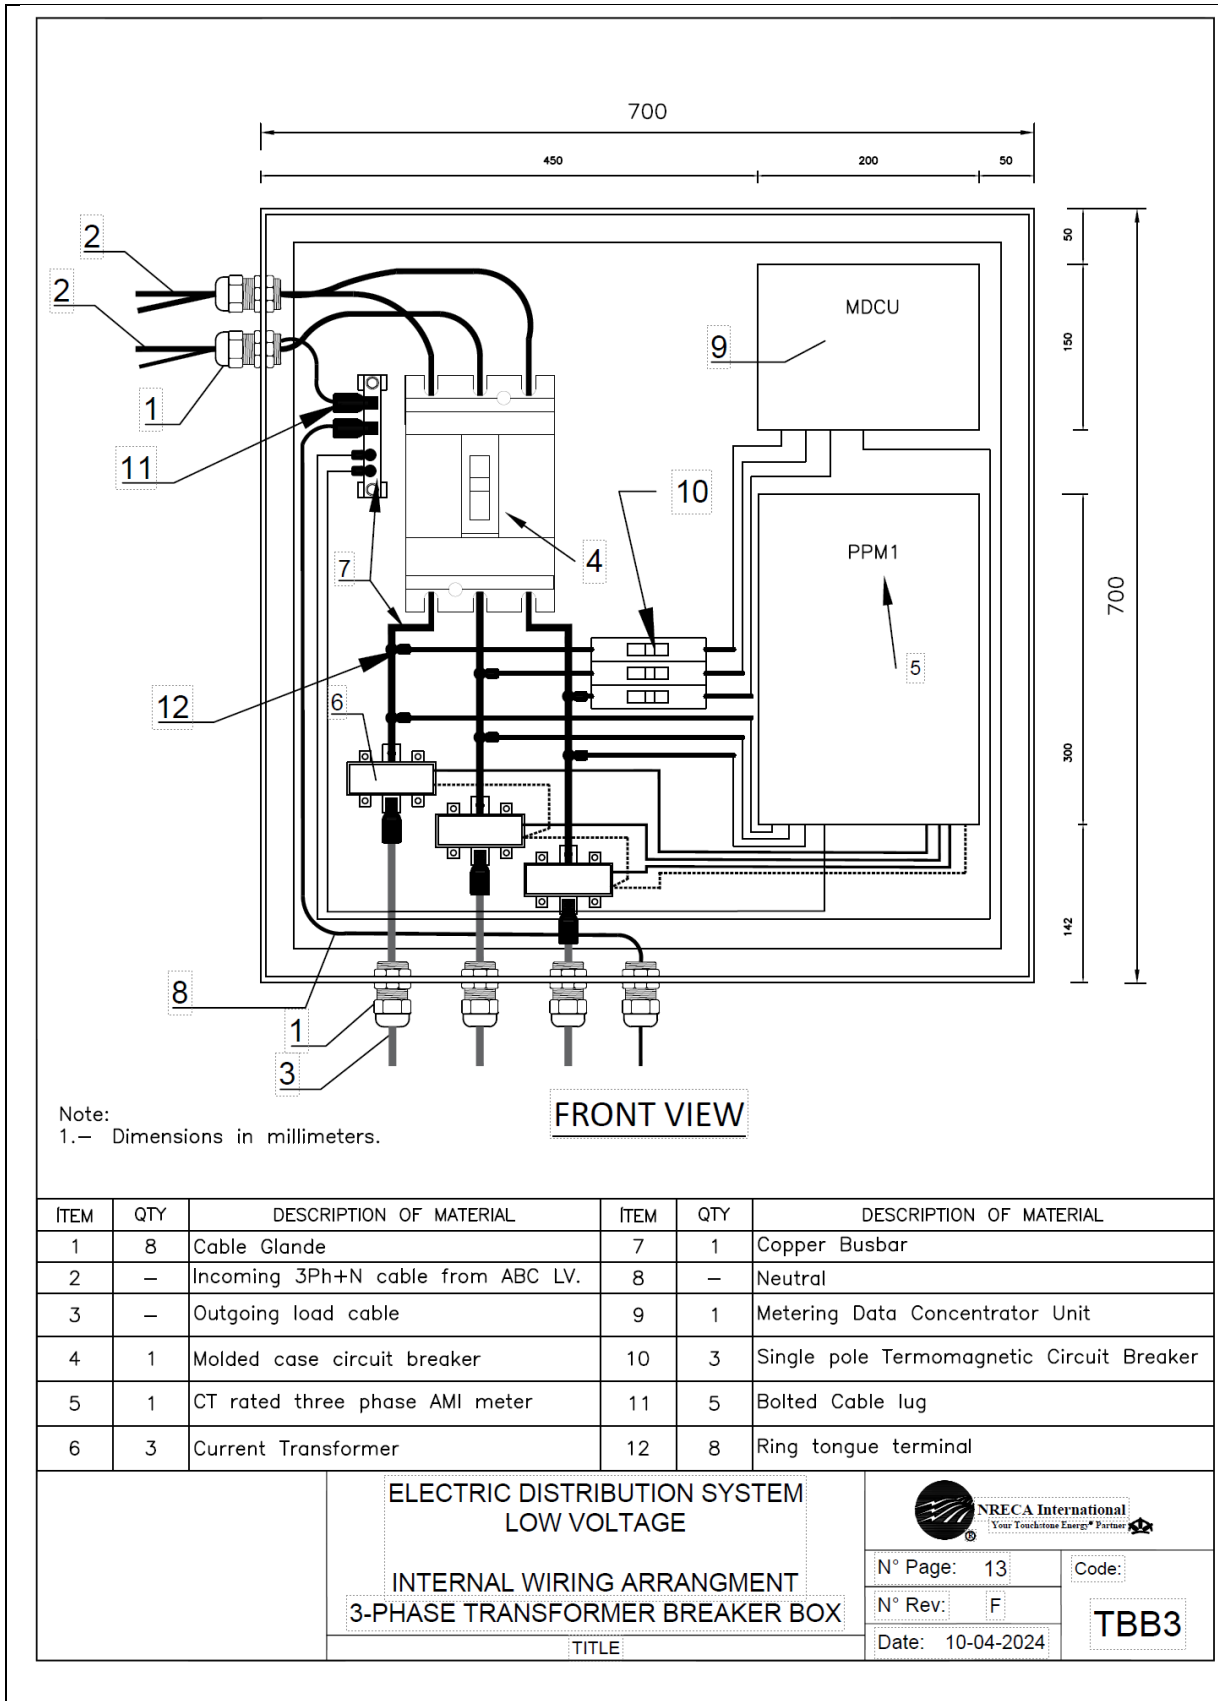 700
450 200 50
2
2
1
11
7
12
6
8
1
3
4
10
9
MDCU
PPM1
5
50
150
300
142
700
FRONT VIEW
Note:
1.– Dimensions in millimeters.
ITEM QTY DESCRIPTION OF MATERIAL ITEM QTY DESCRIPTION OF MATERIAL
1 8 Cable Glande 7 1 Copper Busbar
2 – Incoming 3Ph+N cable from ABC LV. 8 – Neutral
3 – Outgoing load cable 9 1 Metering Data Concentrator Unit
4 1 Molded case circuit breaker 10 3 Single pole Termomagnetic Circuit Breaker
5 1 CT rated three phase AMI meter 11 5 Bolted Cable lug
6 3 Current Transformer 12 8 Ring tongue terminal
ELECTRIC DISTRIBUTION SYSTEM
LOW VOLTAGE
INTERNAL WIRING ARRANGMENT
3-PHASE TRANSFORMER BREAKER BOX
TITLE
NRECA International
Your Touchstone Energy® Partner
®
N° Page: 13
N° Rev: F
Date: 10-04-2024
Code:
TBB3